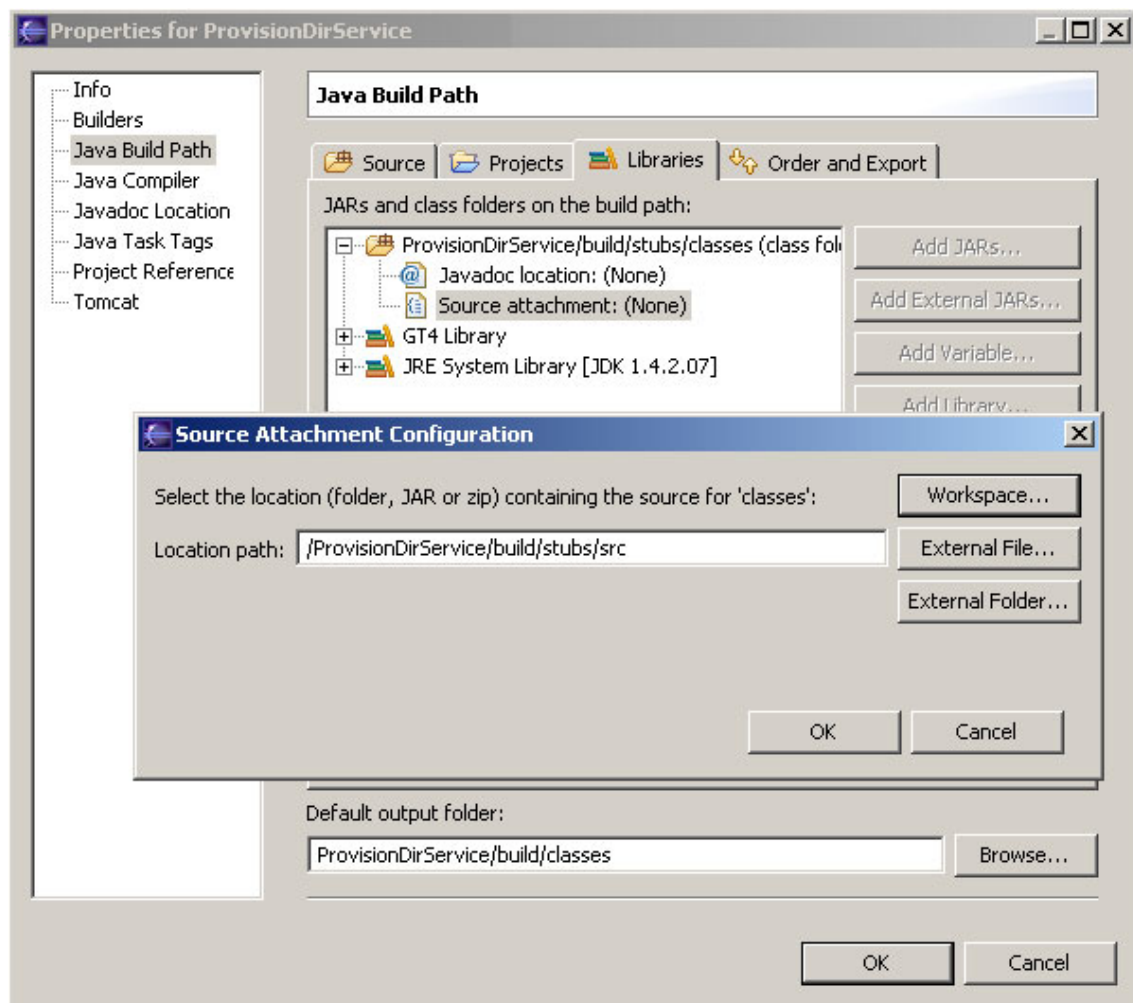 Properties for ProvisionDirService
Info
Builders
Java Build Path
Java Compiler
Javadoc Location
Java Task Tags
Project Reference
Tomcat
Java Build Path
Source Projects Libraries Order and Export
JARs and class folders on the build path:
ProvisionDirService/build/stubs/classes (class fol
Javadoc location: (None)
Source attachment: (None)
GT4 Library
JRE System Library [JDK 1.4.2.07]
Add JARs...
Add External JARs...
Add Variable...
Add Library...
Source Attachment Configuration
Select the location (folder, JAR or zip) containing the source for 'classes':
Location path: /ProvisionDirService/build/stubs/src
Workspace...
External File...
External Folder...
OK Cancel
Default output folder:
ProvisionDirService/build/classes Browse...
OK Cancel